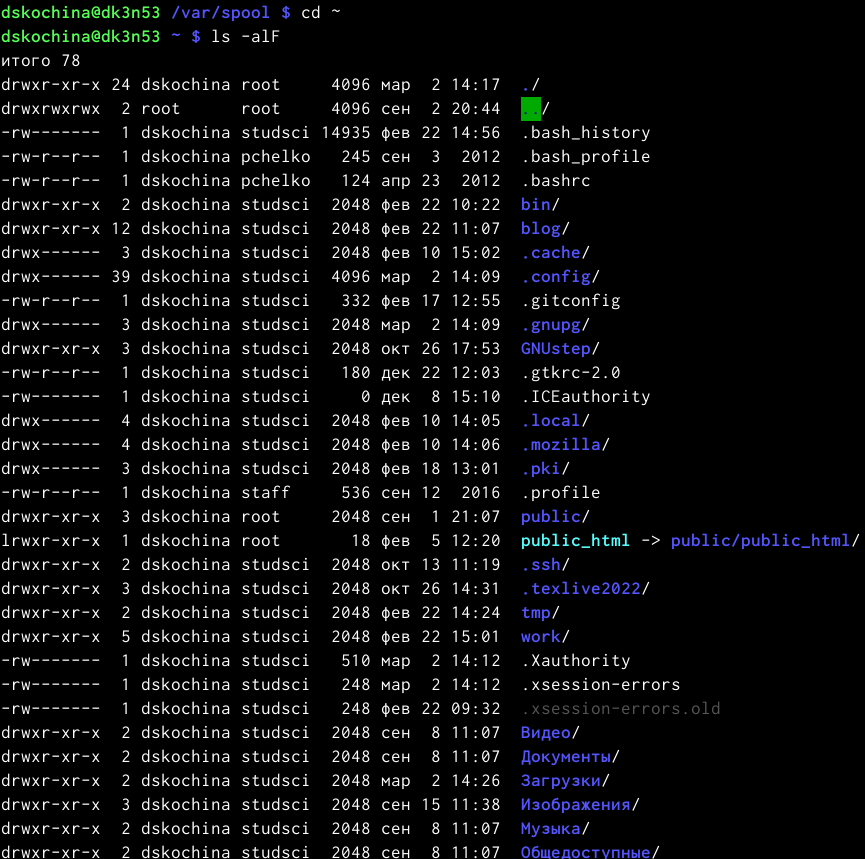 dskochina@dk3n53 /var/spool $ cd ~
dskochina@dk3n53 ~ $ ls -alF
итого 78
drwxr-xr-x 24 dskochina root     4096 мар  2 14:17  ./
drwxrwxrwx  2 root      root     4096 сен  2 20:44  ../
-rw-------  1 dskochina studsci 14935 фев 22 14:56  .bash_history
-rw-r--r--  1 dskochina pchelko   245 сен  3  2012  .bash_profile
-rw-r--r--  1 dskochina pchelko   124 апр 23  2012  .bashrc
drwxr-xr-x  2 dskochina studsci  2048 фев 22 10:22  bin/
drwxr-xr-x 12 dskochina studsci  2048 фев 22 11:07  blog/
drwx------  3 dskochina studsci  2048 фев 10 15:02  .cache/
drwx------ 39 dskochina studsci  4096 мар  2 14:09  .config/
-rw-r--r--  1 dskochina studsci   332 фев 17 12:55  .gitconfig
drwx------  3 dskochina studsci  2048 мар  2 14:09  .gnupg/
drwxr-xr-x  3 dskochina studsci  2048 окт 26 17:53  GNUstep/
-rw-r--r--  1 dskochina studsci   180 дек 22 12:03  .gtkrc-2.0
-rw-------  1 dskochina studsci     0 дек  8 15:10  .ICEauthority
drwx------  4 dskochina studsci  2048 фев 10 14:05  .local/
drwx------  4 dskochina studsci  2048 фев 10 14:06  .mozilla/
drwx------  3 dskochina studsci  2048 фев 18 13:01  .pki/
-rw-r--r--  1 dskochina staff     536 сен 12  2016  .profile
drwxr-xr-x  3 dskochina root     2048 сен  1 21:07  public/
lrwxr-xr-x  1 dskochina root       18 фев  5 12:20  public_html -> public/public_html/
drwxr-xr-x  2 dskochina studsci  2048 окт 13 11:19  .ssh/
drwxr-xr-x  3 dskochina studsci  2048 окт 26 14:31  .texlive2022/
drwxr-xr-x  2 dskochina studsci  2048 фев 22 14:24  tmp/
drwxr-xr-x  5 dskochina studsci  2048 фев 22 15:01  work/
-rw-------  1 dskochina studsci   510 мар  2 14:12  .Xauthority
-rw-------  1 dskochina studsci   248 мар  2 14:12  .xsession-errors
-rw-------  1 dskochina studsci   248 фев 22 09:32  .xsession-errors.old
drwxr-xr-x  2 dskochina studsci  2048 сен  8 11:07  Видео/
drwxr-xr-x  2 dskochina studsci  2048 сен  8 11:07  Документы/
drwxr-xr-x  2 dskochina studsci  2048 мар  2 14:26  Загрузки/
drwxr-xr-x  3 dskochina studsci  2048 сен 15 11:38  Изображения/
drwxr-xr-x  2 dskochina studsci  2048 сен  8 11:07  Музыка/
drwxr-xr-x  2 dskochina studsci  2048 сен  8 11:07  Общедоступные/